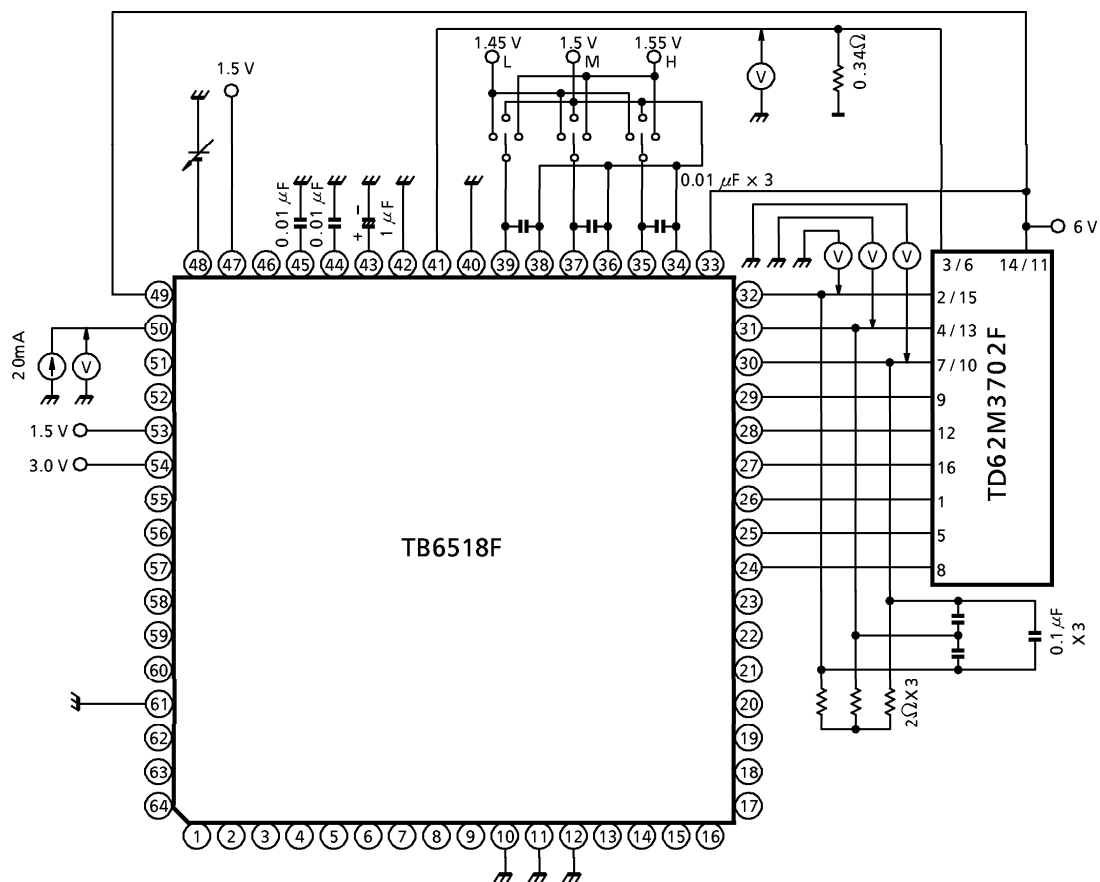 1.45 V
1.5 V
1.55 V
L
M
H
V
0.34Ω
1.5 V
0.01 μF
0.01 μF
+ −
1 μF
0.01 μF × 3
6 V
48 47 46 45 44 43 42 41 40 39 38 37 36 35 34 33
V V V
3 / 6 14 / 11
49
32 2 / 15
50
31 4 / 13
20mA
V
51
30 7 / 10
52
29 9
1.5 V 53
28 12
3.0 V 54
27 16
55
26 1
56
25 5
57
24 8
TD62M3702F
TB6518F
58
23
59
22
0.1 μF
X3
60
21
61
20
2ΩX3
62
19
63
18
64
17
1 2 3 4 5 6 7 8 9 10 11 12 13 14 15 16